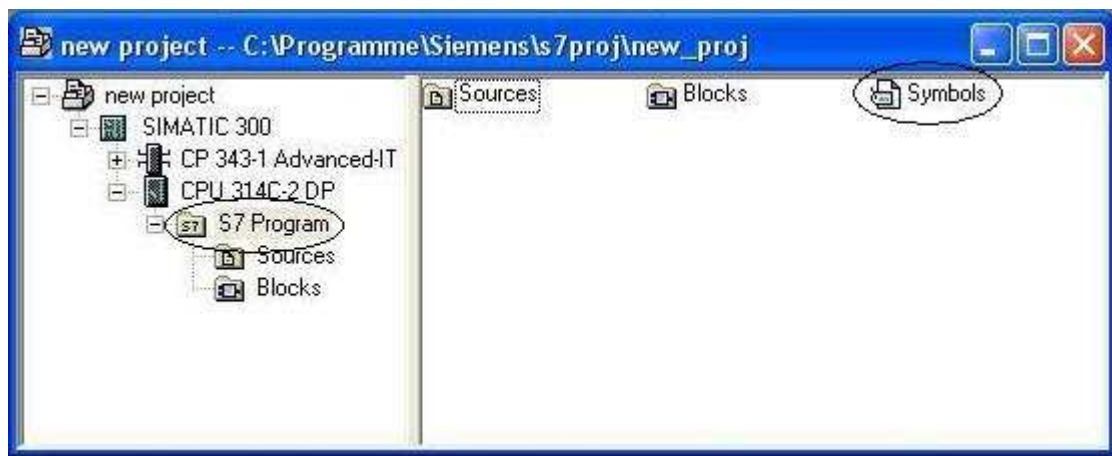 new project -- C:\Programme\Siemens\s7proj\new_proj
new project
SIMATIC 300
CP 343-1 Advanced-IT
CPU 314C-2 DP
S7 S7 Program
Sources
Blocks
Sources Blocks Symbols